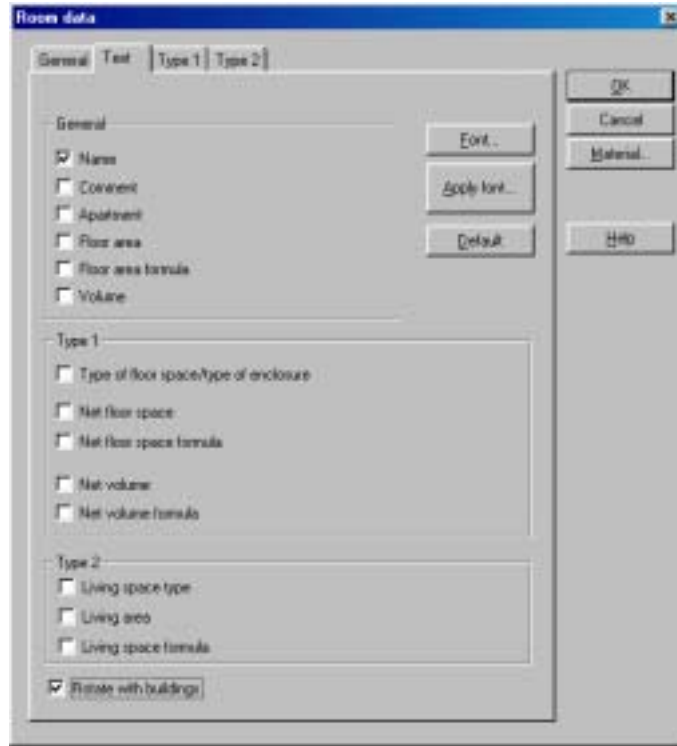 Room data
General Text Type 1 Type 2
OK
Cancel
Material...
Help
General
Font...
Apply font...
Default
Name
Comment
Apartment
Floor area
Floor area formula
Volume
Type 1
Type of floor space/type of enclosure
Net floor space
Net floor space formula
Net volume
Net volume formula
Type 2
Living space type
Living area
Living space formula
Rotate with buildings